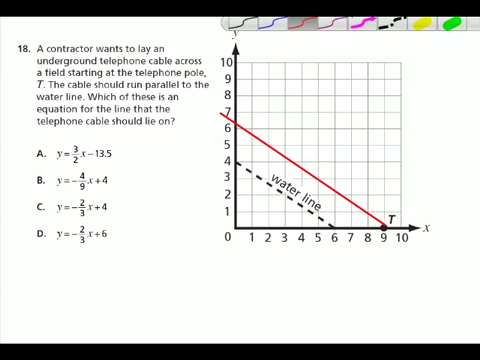 18. A contractor wants to lay an
underground telephone cable across
a field starting at the telephone pole,
T. The cable should run parallel to the
water line. Which of these is an
equation for the line that the
telephone cable should lie on?
A. y = 3/2 x − 13.5
B. y = −4/9 x + 4
C. y = −2/3 x + 4
D. y = −2/3 x + 6
y
10
9
8
7
6
5
4
3
2
1
water line
T
0 1 2 3 4 5 6 7 8 9 10 x